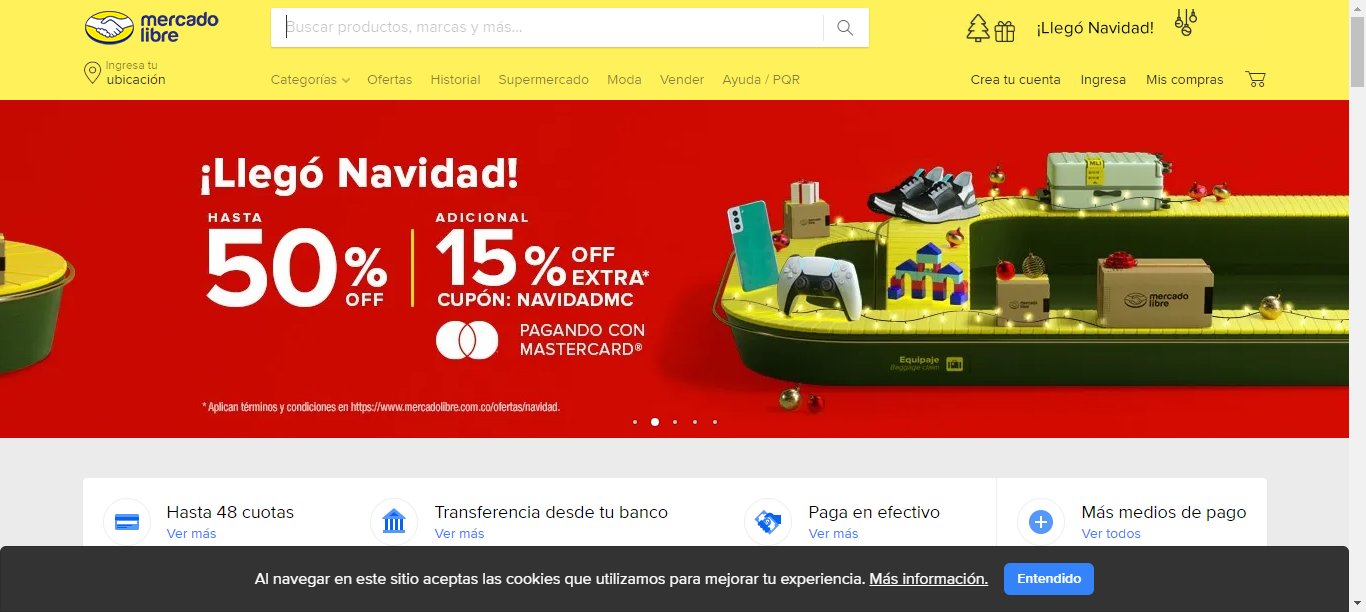 mercado
libre
Buscar productos, marcas y más...
¡Llegó Navidad!
Ingresa tu
ubicación
Categorías
Ofertas
Historial
Supermercado
Moda
Vender
Ayuda / PQR
Crea tu cuenta
Ingresa
Mis compras
¡Llegó Navidad!
HASTA
50%
OFF
ADICIONAL
15% OFF
EXTRA*
CUPÓN: NAVIDADMC
PAGANDO CON
MASTERCARD®
* Aplican términos y condiciones en https://www.mercadolibre.com.co/ofertas/navidad.
MLI
mercado
libre
Equipaje
Baggage claim
Hasta 48 cuotas
Ver más
Transferencia desde tu banco
Ver más
Paga en efectivo
Ver más
Más medios de pago
Ver todos
Al navegar en este sitio aceptas las cookies que utilizamos para mejorar tu experiencia. Más información.
Entendido